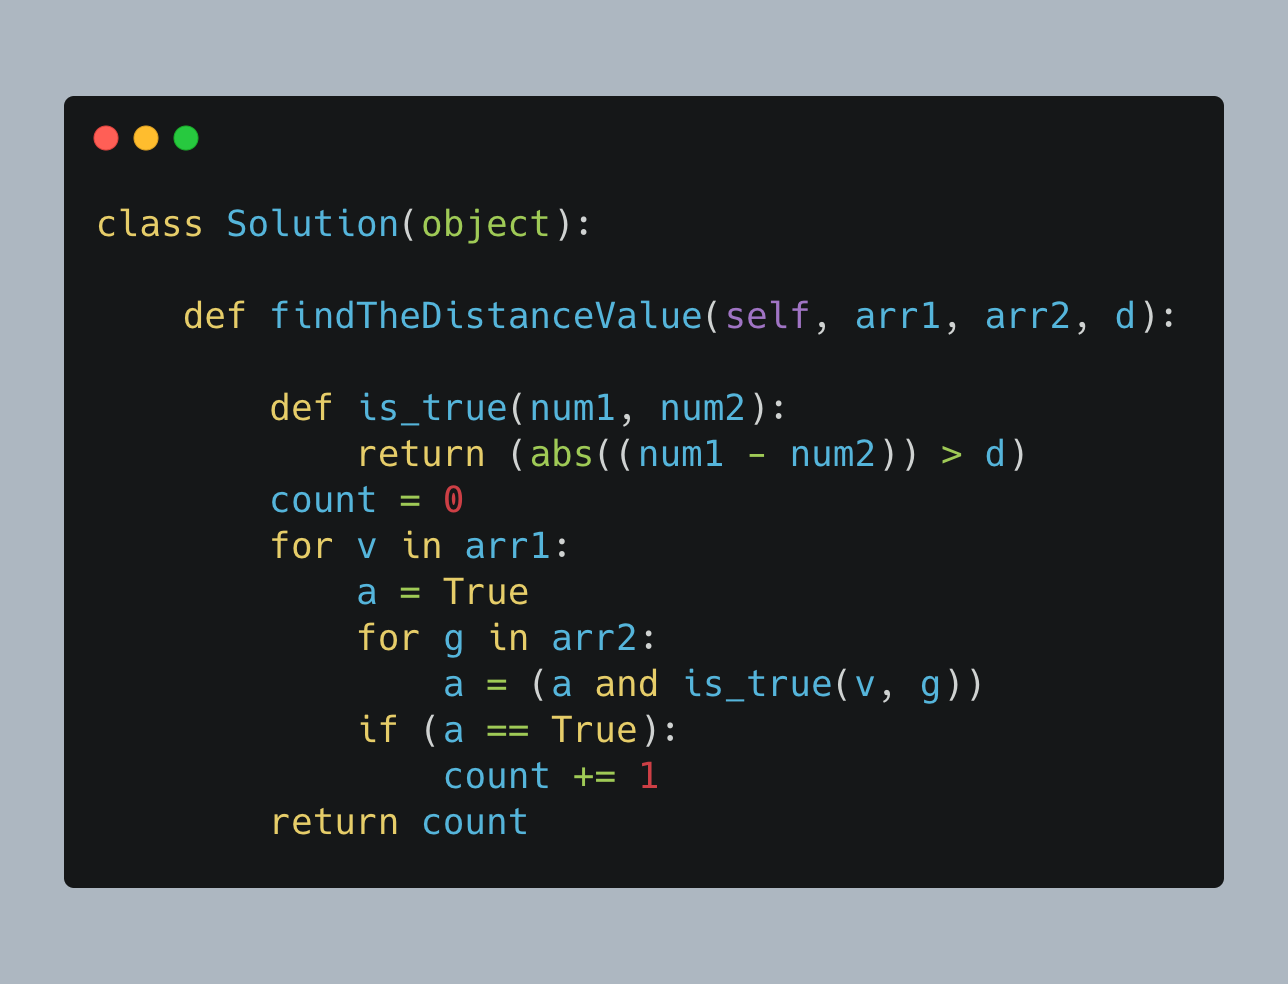 class Solution(object):
    def findTheDistanceValue(self, arr1, arr2, d):
        def is_true(num1, num2):
            return (abs((num1 - num2)) > d)
        count = 0
        for v in arr1:
            a = True
            for g in arr2:
                a = (a and is_true(v, g))
            if (a == True):
                count += 1
        return count